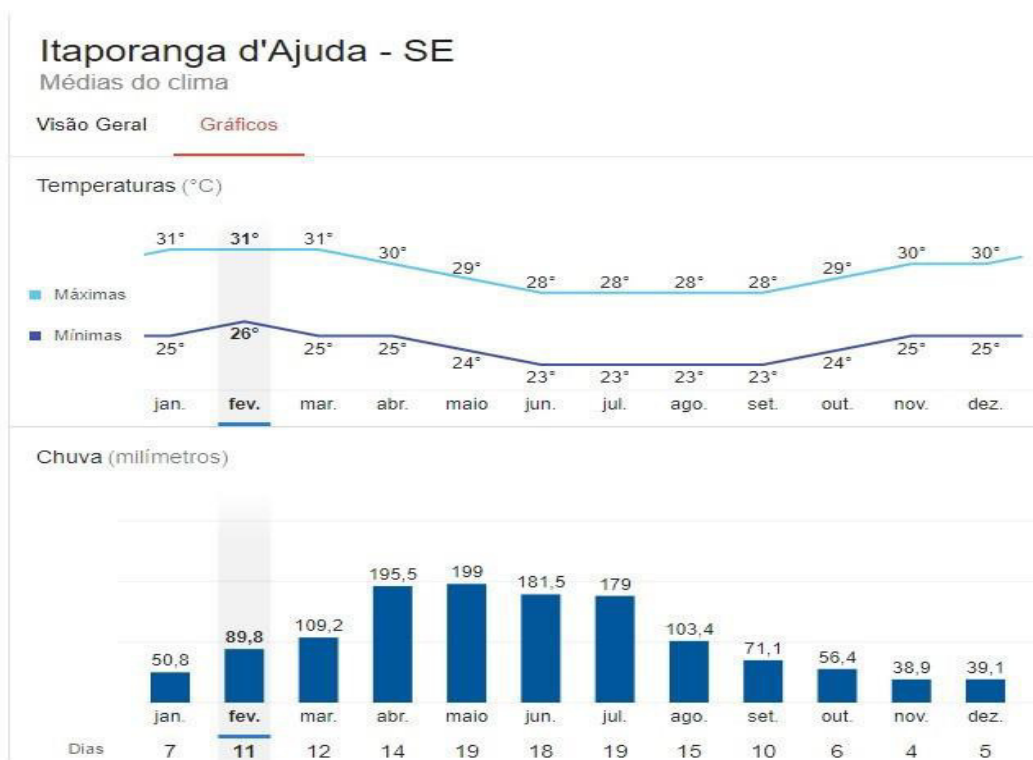 Itaporanga d'Ajuda - SE
Médias do clima
Visão Geral Gráficos
Temperaturas (°C)
31° 31° 31° 30° 29° 28° 28° 28° 28° 29° 30° 30°
Máximas
Mínimas
25° 26° 25° 25° 24° 23° 23° 23° 23° 24° 25° 25°
jan. fev. mar. abr. maio jun. jul. ago. set. out. nov. dez.
Chuva (milímetros)
50,8 89,8 109,2 195,5 199 181,5 179 103,4 71,1 56,4 38,9 39,1
jan. fev. mar. abr. maio jun. jul. ago. set. out. nov. dez.
Dias 7 11 12 14 19 18 19 15 10 6 4 5